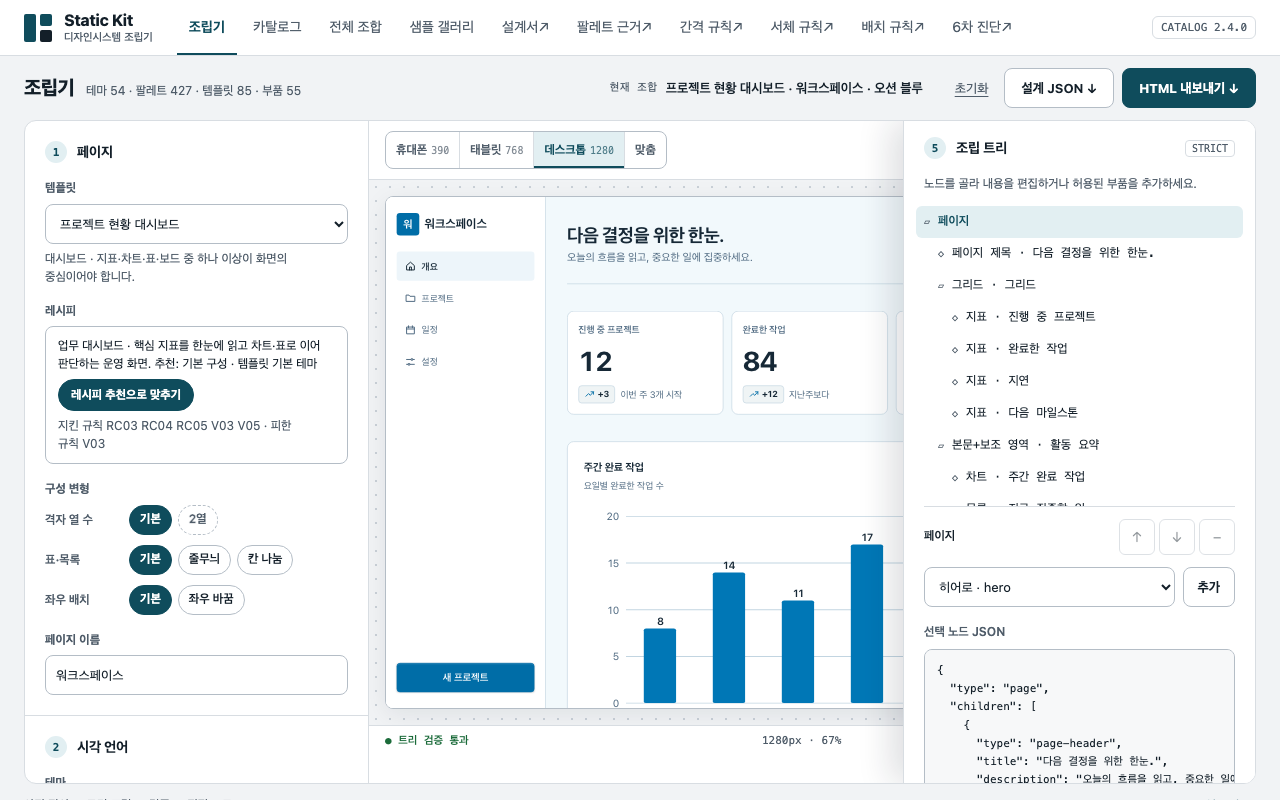 Static Kit
디자인시스템 조립기
조립기
카탈로그
전체 조합
샘플 갤러리
설계서↗
팔레트 근거↗
간격 규칙↗
서체 규칙↗
배치 규칙↗
6차 진단↗
CATALOG 2.4.0
조립기
테마 54 · 팔레트 427 · 템플릿 85 · 부품 55
현재 조합 프로젝트 현황 대시보드 · 워크스페이스 · 오션 블루
초기화
설계 JSON ↓
HTML 내보내기 ↓
1 페이지
템플릿
프로젝트 현황 대시보드
대시보드 · 지표·차트·표·보드 중 하나 이상이 화면의
중심이어야 합니다.
레시피
업무 대시보드 · 핵심 지표를 한눈에 읽고 차트·표로 이어
판단하는 운영 화면. 추천: 기본 구성 · 템플릿 기본 테마
레시피 추천으로 맞추기
지킨 규칙 RC03 RC04 RC05 V03 V05 · 피한
규칙 V03
구성 변형
격자 열 수 기본 2열
표·목록 기본 줄무늬 칸 나눔
좌우 배치 기본 좌우 바꿈
페이지 이름
워크스페이스
2 시각 언어
테마
휴대폰 390 태블릿 768 데스크톱 1280 맞춤
워 워크스페이스
개요
프로젝트
일정
설정
새 프로젝트
다음 결정을 위한 한눈.
오늘의 흐름을 읽고, 중요한 일에 집중하세요.
진행 중 프로젝트
12
+3 이번 주 3개 시작
완료한 작업
84
+12 지난주보다
주간 완료 작업
요일별 완료한 작업 수
20
15
10
5
0
8
14
11
17
● 트리 검증 통과
1280px · 67%
5 조립 트리
STRICT
노드를 골라 내용을 편집하거나 허용된 부품을 추가하세요.
▱ 페이지
◇ 페이지 제목 · 다음 결정을 위한 한눈.
▱ 그리드 · 그리드
◇ 지표 · 진행 중 프로젝트
◇ 지표 · 완료한 작업
◇ 지표 · 지연
◇ 지표 · 다음 마일스톤
▱ 본문+보조 영역 · 활동 요약
◇ 차트 · 주간 완료 작업
페이지
↑ ↓ −
히어로 · hero
추가
선택 노드 JSON
{
"type": "page",
"children": [
{
"type": "page-header",
"title": "다음 결정을 위한 한눈.",
"description": "오늘의 흐름을 읽고, 중요한 일에